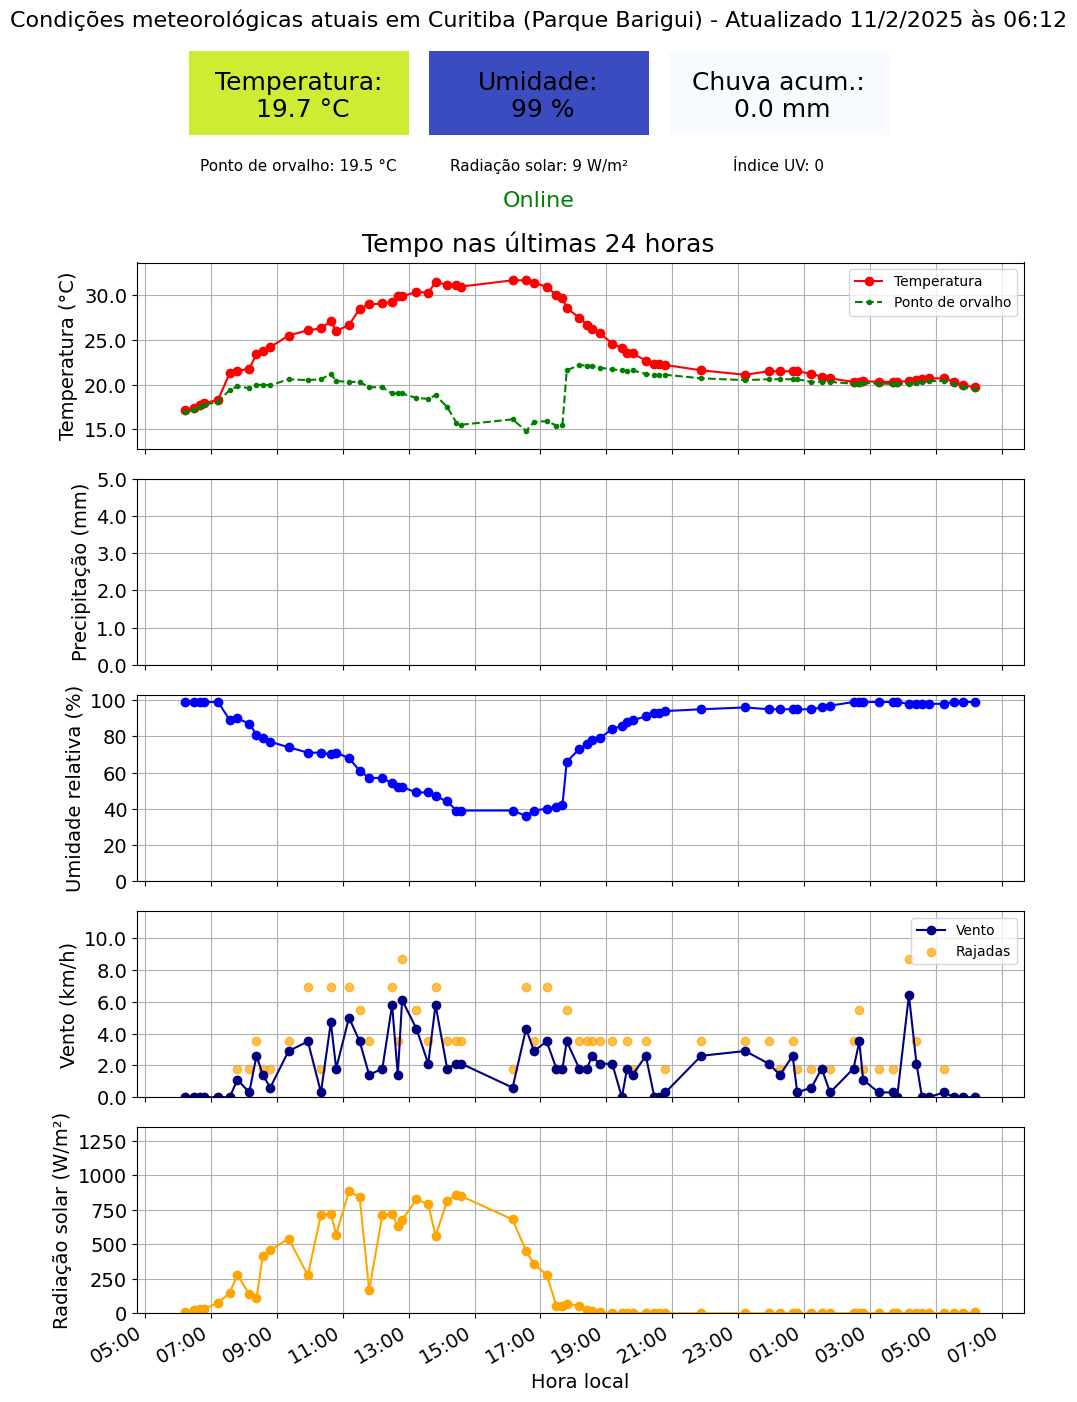 Condições meteorológicas atuais em Curitiba (Parque Barigui) - Atualizado 11/2/2025 às 06:12
Temperatura:
19.7 °C
Umidade:
99 %
Chuva acum.:
0.0 mm
Ponto de orvalho: 19.5 °C
Radiação solar: 9 W/m²
Índice UV: 0
Online
Tempo nas últimas 24 horas
Temperatura (°C)
30.0
25.0
20.0
15.0
Temperatura
Ponto de orvalho
Precipitação (mm)
5.0
4.0
3.0
2.0
1.0
0.0
Umidade relativa (%)
100
80
60
40
20
0
Vento (km/h)
10.0
8.0
6.0
4.0
2.0
0.0
Vento
Rajadas
Radiação solar (W/m²)
1250
1000
750
500
250
0
05:00 07:00 09:00 11:00 13:00 15:00 17:00 19:00 21:00 23:00 01:00 03:00 05:00 07:00
Hora local